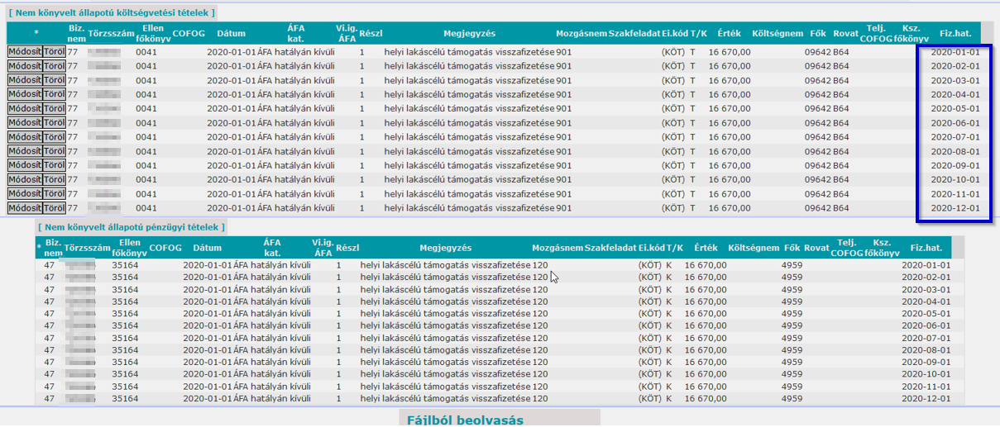 [ Nem könyvelt állapotú költségvetési tételek ]
* Biz. nem Törzsszám Ellen főkönyv COFOG Dátum ÁFA kat. Vi.ig. ÁFA Részl Megjegyzés Mozgásnem Szakfeladat Ei.kód T/K Érték Költségnem Fők Rovat Telj. COFOG Ksz. főkönyv Fiz.hat.
Módosít Töröl 77 0041 2020-01-01 ÁFA hatályán kívüli 1 helyi lakáscélú támogatás visszafizetése 901 (KÖT) T 16 670,00 09642 B64 2020-01-01
Módosít Töröl 77 0041 2020-01-01 ÁFA hatályán kívüli 1 helyi lakáscélú támogatás visszafizetése 901 (KÖT) T 16 670,00 09642 B64 2020-02-01
Módosít Töröl 77 0041 2020-01-01 ÁFA hatályán kívüli 1 helyi lakáscélú támogatás visszafizetése 901 (KÖT) T 16 670,00 09642 B64 2020-03-01
Módosít Töröl 77 0041 2020-01-01 ÁFA hatályán kívüli 1 helyi lakáscélú támogatás visszafizetése 901 (KÖT) T 16 670,00 09642 B64 2020-04-01
Módosít Töröl 77 0041 2020-01-01 ÁFA hatályán kívüli 1 helyi lakáscélú támogatás visszafizetése 901 (KÖT) T 16 670,00 09642 B64 2020-05-01
Módosít Töröl 77 0041 2020-01-01 ÁFA hatályán kívüli 1 helyi lakáscélú támogatás visszafizetése 901 (KÖT) T 16 670,00 09642 B64 2020-06-01
Módosít Töröl 77 0041 2020-01-01 ÁFA hatályán kívüli 1 helyi lakáscélú támogatás visszafizetése 901 (KÖT) T 16 670,00 09642 B64 2020-07-01
Módosít Töröl 77 0041 2020-01-01 ÁFA hatályán kívüli 1 helyi lakáscélú támogatás visszafizetése 901 (KÖT) T 16 670,00 09642 B64 2020-08-01
Módosít Töröl 77 0041 2020-01-01 ÁFA hatályán kívüli 1 helyi lakáscélú támogatás visszafizetése 901 (KÖT) T 16 670,00 09642 B64 2020-09-01
Módosít Töröl 77 0041 2020-01-01 ÁFA hatályán kívüli 1 helyi lakáscélú támogatás visszafizetése 901 (KÖT) T 16 670,00 09642 B64 2020-10-01
Módosít Töröl 77 0041 2020-01-01 ÁFA hatályán kívüli 1 helyi lakáscélú támogatás visszafizetése 901 (KÖT) T 16 670,00 09642 B64 2020-11-01
Módosít Töröl 77 0041 2020-01-01 ÁFA hatályán kívüli 1 helyi lakáscélú támogatás visszafizetése 901 (KÖT) T 16 670,00 09642 B64 2020-12-01
[ Nem könyvelt állapotú pénzügyi tételek ]
* Biz. nem Törzsszám Ellen főkönyv COFOG Dátum ÁFA kat. Vi.ig. ÁFA Részl Megjegyzés Mozgásnem Szakfeladat Ei.kód T/K Érték Költségnem Fők Rovat Telj. COFOG Ksz. főkönyv Fiz.hat.
47 35164 2020-01-01 ÁFA hatályán kívüli 1 helyi lakáscélú támogatás visszafizetése 120 (KÖT) K 16 670,00 4959 2020-01-01
47 35164 2020-01-01 ÁFA hatályán kívüli 1 helyi lakáscélú támogatás visszafizetése 120 (KÖT) K 16 670,00 4959 2020-02-01
47 35164 2020-01-01 ÁFA hatályán kívüli 1 helyi lakáscélú támogatás visszafizetése 120 (KÖT) K 16 670,00 4959 2020-03-01
47 35164 2020-01-01 ÁFA hatályán kívüli 1 helyi lakáscélú támogatás visszafizetése 120 (KÖT) K 16 670,00 4959 2020-04-01
47 35164 2020-01-01 ÁFA hatályán kívüli 1 helyi lakáscélú támogatás visszafizetése 120 (KÖT) K 16 670,00 4959 2020-05-01
47 35164 2020-01-01 ÁFA hatályán kívüli 1 helyi lakáscélú támogatás visszafizetése 120 (KÖT) K 16 670,00 4959 2020-06-01
47 35164 2020-01-01 ÁFA hatályán kívüli 1 helyi lakáscélú támogatás visszafizetése 120 (KÖT) K 16 670,00 4959 2020-07-01
47 35164 2020-01-01 ÁFA hatályán kívüli 1 helyi lakáscélú támogatás visszafizetése 120 (KÖT) K 16 670,00 4959 2020-08-01
47 35164 2020-01-01 ÁFA hatályán kívüli 1 helyi lakáscélú támogatás visszafizetése 120 (KÖT) K 16 670,00 4959 2020-09-01
47 35164 2020-01-01 ÁFA hatályán kívüli 1 helyi lakáscélú támogatás visszafizetése 120 (KÖT) K 16 670,00 4959 2020-10-01
47 35164 2020-01-01 ÁFA hatályán kívüli 1 helyi lakáscélú támogatás visszafizetése 120 (KÖT) K 16 670,00 4959 2020-11-01
47 35164 2020-01-01 ÁFA hatályán kívüli 1 helyi lakáscélú támogatás visszafizetése 120 (KÖT) K 16 670,00 4959 2020-12-01
Fájlból beolvasás